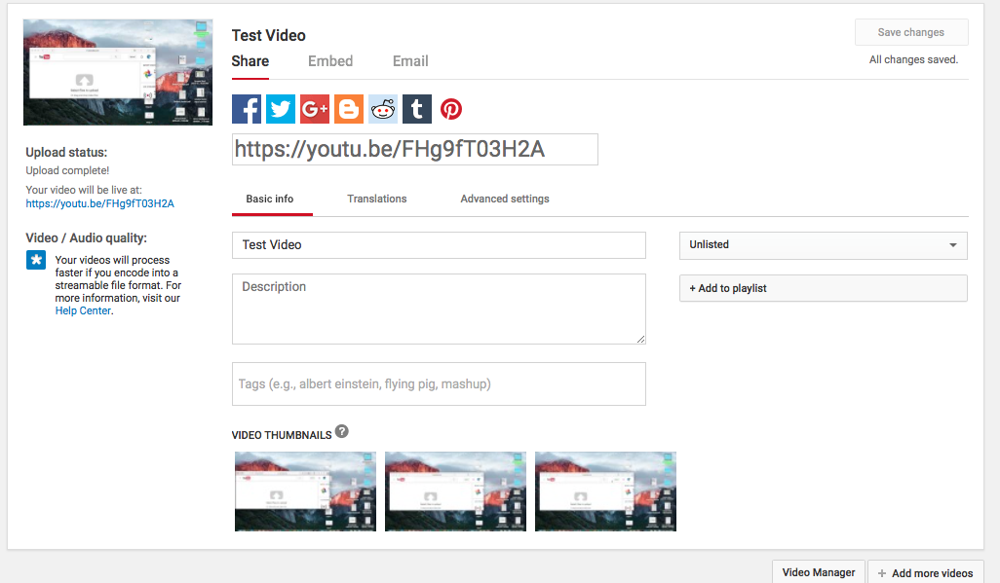 Test Video
Save changes
Share
Embed
Email
All changes saved.
G+
t
https://youtu.be/FHg9fT03H2A
Upload status:
Upload complete!
Your video will be live at:
https://youtu.be/FHg9fT03H2A
Video / Audio quality:
Your videos will process
faster if you encode into a
streamable file format. For
more information, visit our
Help Center.
Basic info
Translations
Advanced settings
Test Video
Unlisted
Description
+ Add to playlist
Tags (e.g., albert einstein, flying pig, mashup)
VIDEO THUMBNAILS ?
Video Manager
+ Add more videos